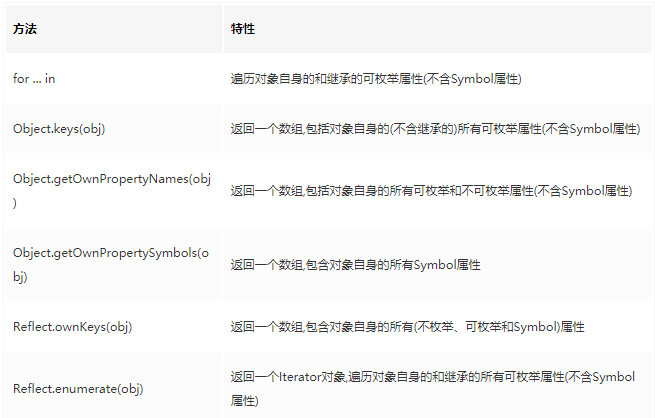 方法 特性
for ... in 遍历对象自身的和继承的可枚举属性(不含Symbol属性)
Object.keys(obj) 返回一个数组,包括对象自身的(不含继承的)所有可枚举属性(不含Symbol属性)
Object.getOwnPropertyNames(obj
) 返回一个数组,包括对象自身的所有可枚举和不可枚举属性(不含Symbol属性)
Object.getOwnPropertySymbols(o
bj) 返回一个数组,包含对象自身的所有Symbol属性
Reflect.ownKeys(obj) 返回一个数组,包含对象自身的所有(不枚举、可枚举和Symbol)属性
Reflect.enumerate(obj) 返回一个Iterator对象,遍历对象自身的和继承的所有可枚举属性(不含Symbol
属性)